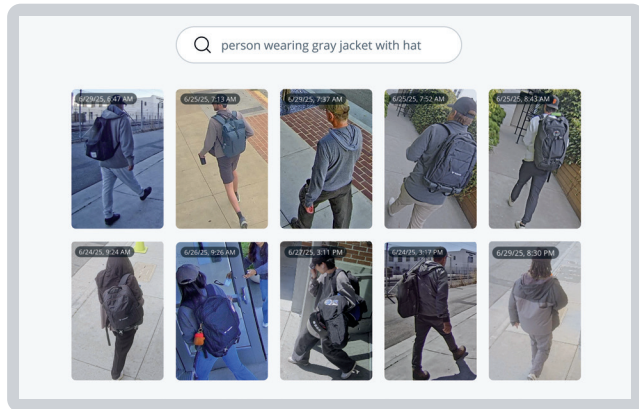 person wearing gray jacket with hat
6/29/25, 6:47 AM
6/25/25, 7:13 AM
6/29/25, 7:37 AM
6/25/25, 7:52 AM
6/25/25, 8:43 AM
6/24/25, 9:24 AM
6/26/25, 9:26 AM
6/27/25, 3:11 PM
6/24/25, 3:17 PM
6/29/25, 8:30 PM